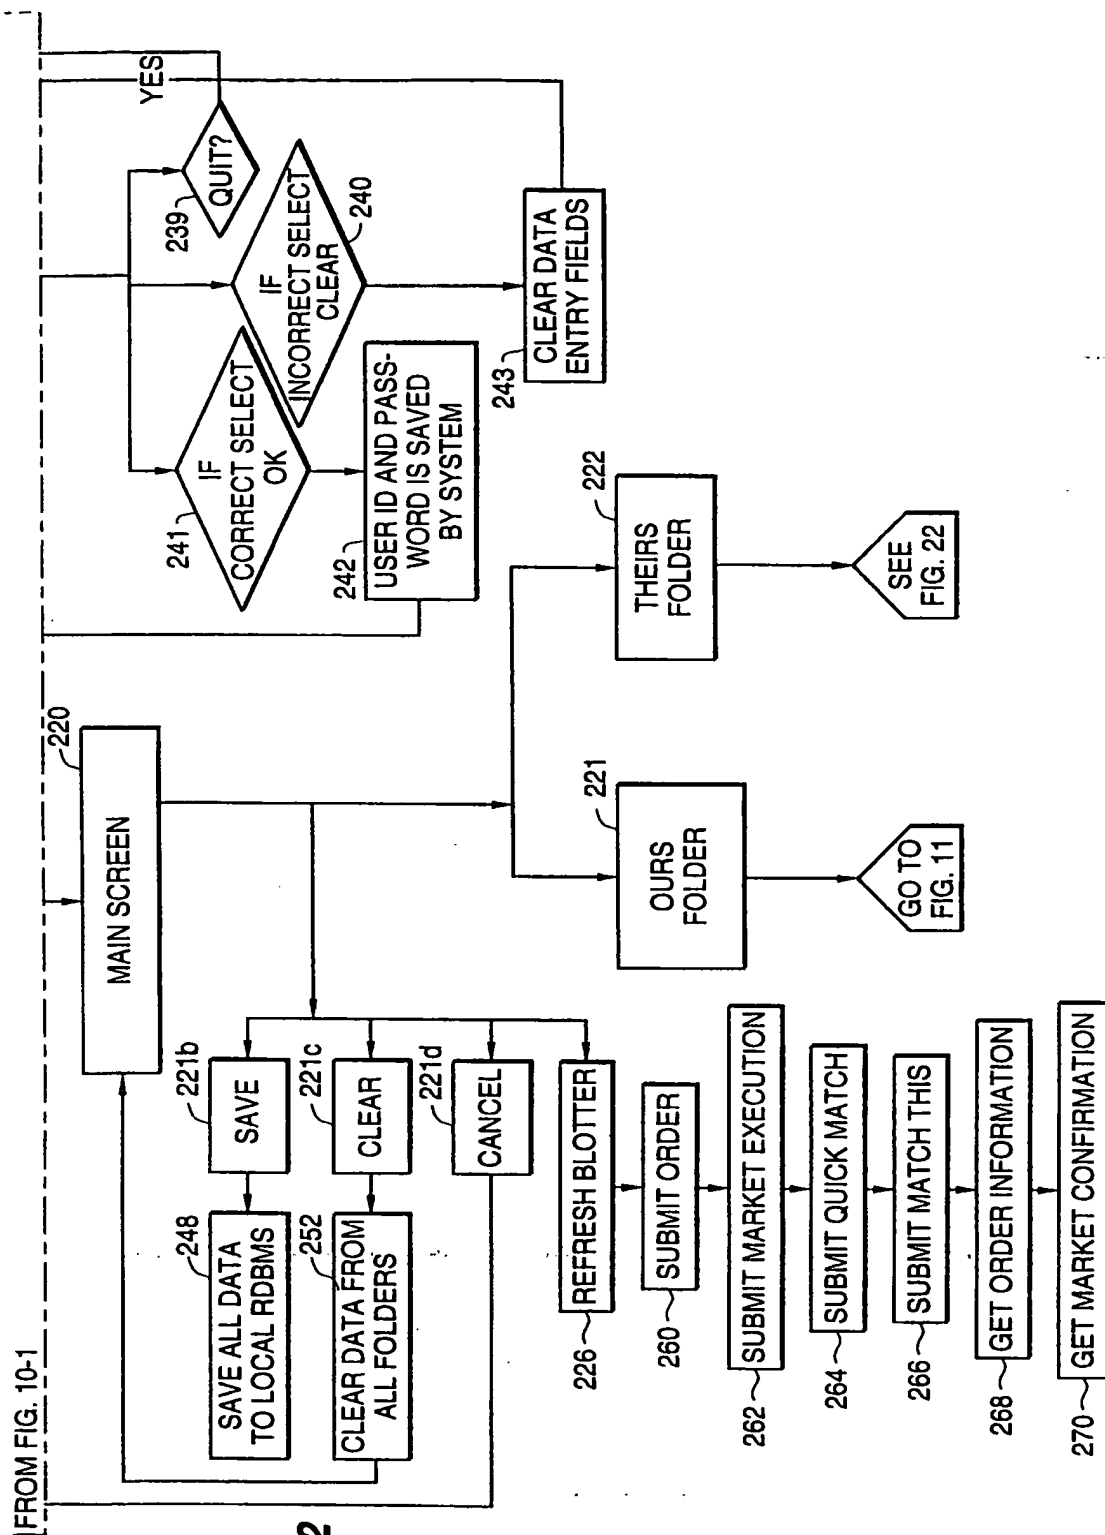 FROM FIG. 10-1
220
MAIN SCREEN
221b
SAVE
248
SAVE ALL DATA
TO LOCAL RDBMS
221c
CLEAR
252
CLEAR DATA FROM
ALL FOLDERS
221d
CANCEL
226
REFRESH BLOTTER
260
SUBMIT ORDER
262
SUBMIT MARKET EXECUTION
264
SUBMIT QUICK MATCH
266
SUBMIT MATCH THIS
268
GET ORDER INFORMATION
270
GET MARKET CONFIRMATION
221
OURS
FOLDER
GO TO
FIG. 11
222
THEIRS
FOLDER
SEE
FIG. 22
241
IF
CORRECT SELECT
OK
242
USER ID AND PASS-
WORD IS SAVED
BY SYSTEM
240
IF
INCORRECT SELECT
CLEAR
243
CLEAR DATA
ENTRY FIELDS
239
QUIT?
YES
2